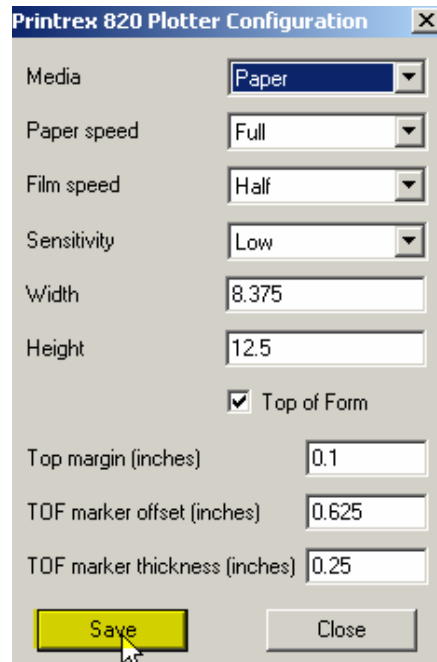 Printrex 820 Plotter Configuration
Media Paper
Paper speed Full
Film speed Half
Sensitivity Low
Width 8.375
Height 12.5
Top of Form
Top margin (inches) 0.1
TOF marker offset (inches) 0.625
TOF marker thickness (inches) 0.25
Save Close